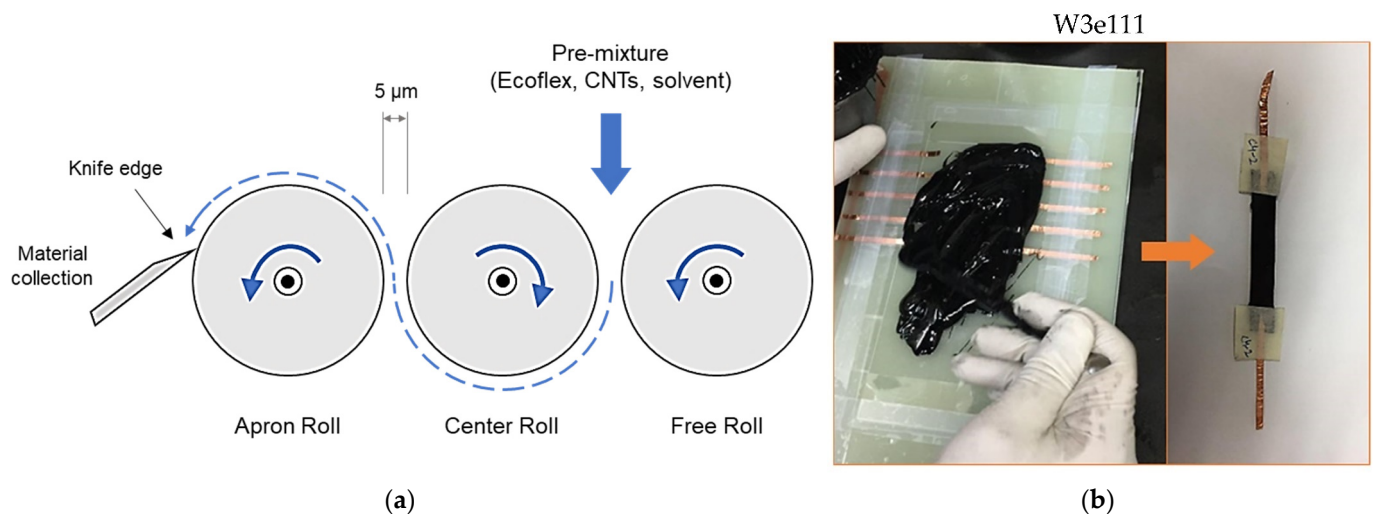 Pre-mixture
(Ecoflex, CNTs, solvent)
5 µm
Knife edge
Material
collection
Apron Roll
Center Roll
Free Roll
(a)
W3e111
(b)